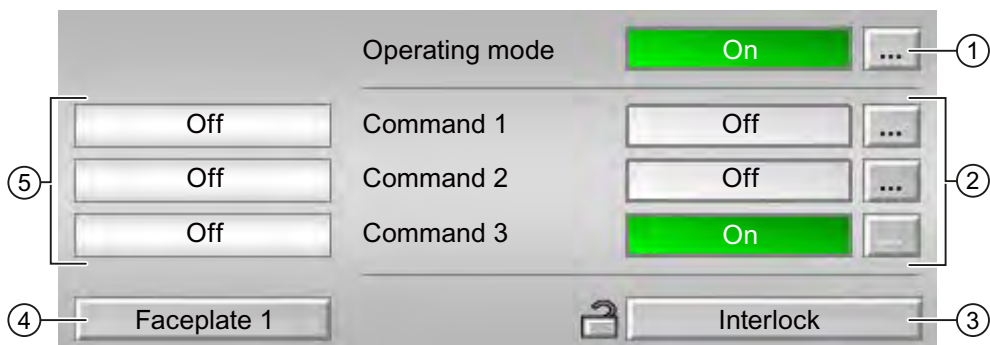 Operating mode On ... 1
Off Command 1 Off ...
5 Off Command 2 Off ... 2
Off Command 3 On ...
4 Faceplate 1 Interlock 3